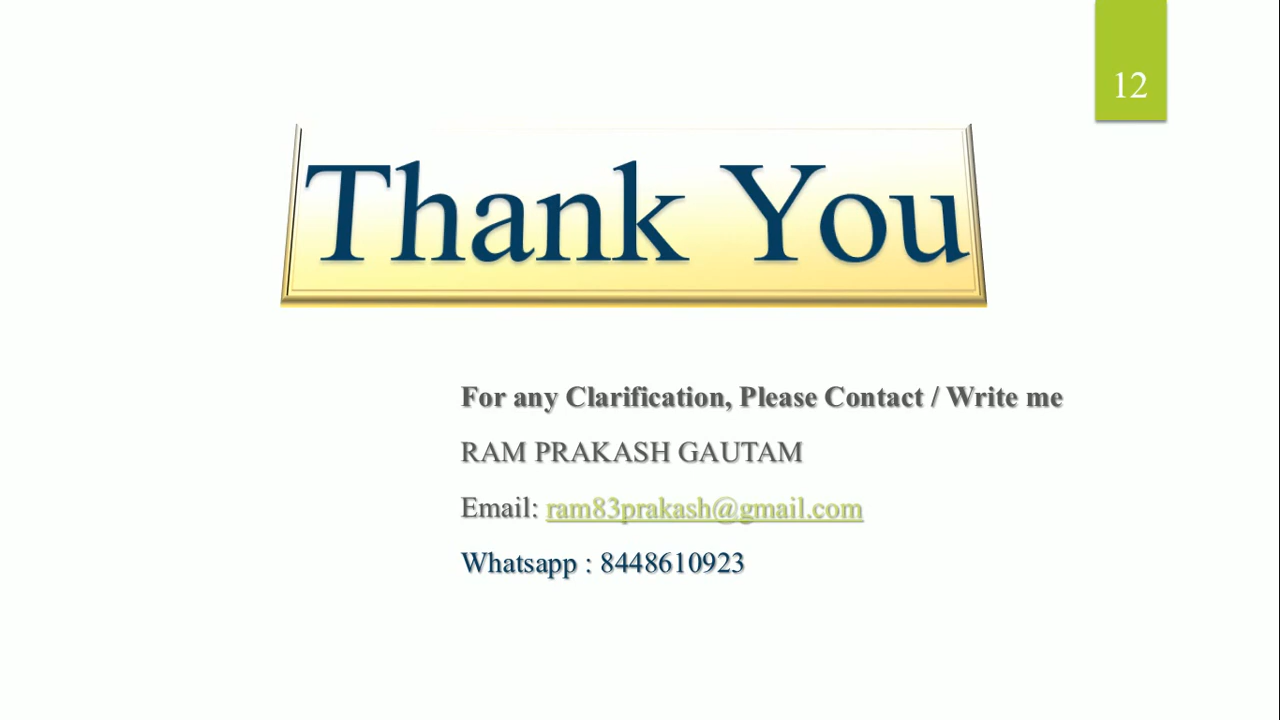 12
Thank You
For any Clarification, Please Contact / Write me
RAM PRAKASH GAUTAM
Email: ram83prakash@gmail.com
Whatsapp : 8448610923